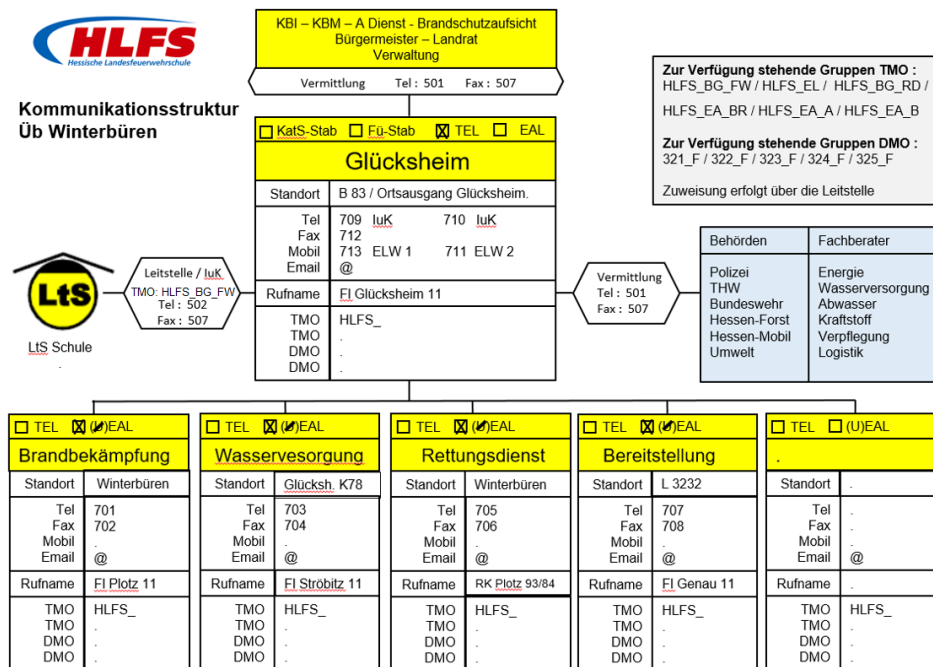 HLFS
Hessische Landesfeuerwehrschule
Kommunikationsstruktur
Üb Winterbüren
KBI – KBM – A Dienst - Brandschutzaufsicht
Bürgermeister – Landrat
Verwaltung
Vermittlung Tel : 501 Fax : 507
Zur Verfügung stehende Gruppen TMO :
HLFS_BG_FW / HLFS_EL / HLFS_BG_RD /
HLFS_EA_BR / HLFS_EA_A / HLFS_EA_B
Zur Verfügung stehende Gruppen DMO :
321_F / 322_F / 323_F / 324_F / 325_F
Zuweisung erfolgt über die Leitstelle
KatS-Stab Fü-Stab TEL EAL
Glücksheim
Standort B 83 / Ortsausgang Glücksheim.
Tel 709 IuK 710 IuK
Fax 712
Mobil 713 ELW 1 711 ELW 2
Email @
Rufname Fl Glücksheim 11
TMO HLFS_
TMO .
DMO .
DMO .
LtS
LtS Schule
.
Leitstelle / IuK
TMO: HLFS_BG_FW
Tel : 502
Fax : 507
Vermittlung
Tel : 501
Fax : 507
Behörden
Polizei
THW
Bundeswehr
Hessen-Forst
Hessen-Mobil
Umwelt
Fachberater
Energie
Wasserversorgung
Abwasser
Kraftstoff
Verpflegung
Logistik
TEL (U)EAL
Brandbekämpfung
Standort Winterbüren
Tel 701
Fax 702
Mobil .
Email @
Rufname Fl Plotz 11
TMO HLFS_
TMO .
DMO .
DMO .
TEL (U)EAL
Wasservesorgung
Standort Glücksh. K78
Tel 703
Fax 704
Mobil .
Email @
Rufname Fl Ströbitz 11
TMO HLFS_
TMO .
DMO .
DMO .
TEL (U)EAL
Rettungsdienst
Standort Winterbüren
Tel 705
Fax 706
Mobil .
Email @
Rufname RK Plotz 93/84
TMO HLFS_
TMO .
DMO .
DMO .
TEL (U)EAL
Bereitstellung
Standort L 3232
Tel 707
Fax 708
Mobil .
Email @
Rufname Fl Genau 11
TMO HLFS_
TMO .
DMO .
DMO .
TEL (U)EAL
.
Standort .
Tel .
Fax .
Mobil .
Email @
Rufname .
TMO HLFS_
TMO .
DMO .
DMO .